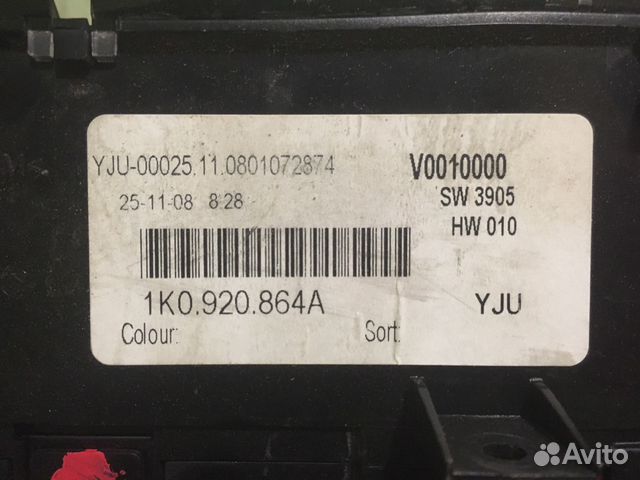 YJU-00025.11.0801072874
V0010000
25-11-08 8:28
SW 3905
HW 010
1K0.920.864A
YJU
Colour:
Sort:
Avito